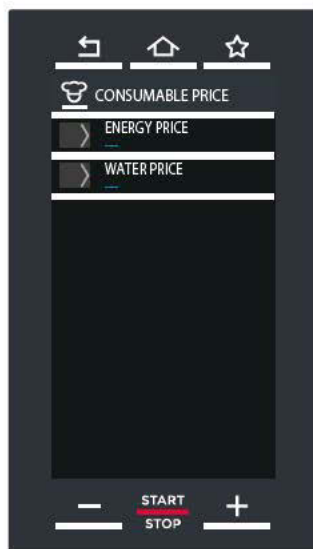 CONSUMABLE PRICE
ENERGY PRICE
WATER PRICE
START
STOP